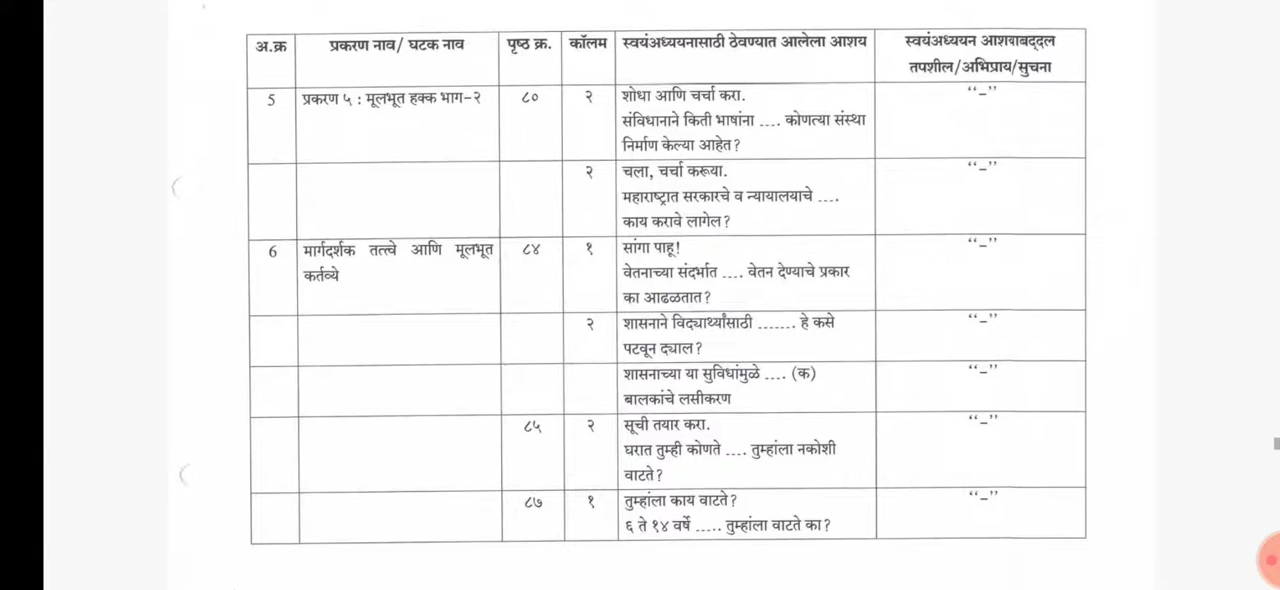 अ.क्र प्रकरण नाव/ घटक नाव पृष्ठ क्र. कॉलम स्वयंअध्ययनासाठी ठेवण्यात आलेला आशय स्वयंअध्ययन आशयाबद्दल
तपशील/अभिप्राय/सुचना
5 प्रकरण ५ : मूलभूत हक्क भाग-२ ८० २ शोधा आणि चर्चा करा. “_”
संविधानाने किती भाषांना .... कोणत्या संस्था
निर्माण केल्या आहेत?
२ चला, चर्चा करूया. “_”
महाराष्ट्रात सरकारचे व न्यायालयाचे ....
काय करावे लागेल?
6 मार्गदर्शक तत्त्वे आणि मूलभूत ८४ १ सांगा पाहू! “_”
कर्तव्ये वेतनाच्या संदर्भात .... वेतन देण्याचे प्रकार
का आढळतात?
२ शासनाने विद्यार्थ्यांसाठी ....... हे कसे “_”
पटवून द्याल?
शासनाच्या या सुविधांमुळे .... (क) “_”
बालकांचे लसीकरण
८५ २ सूची तयार करा. “_”
घरात तुम्ही कोणते .... तुम्हांला नकोशी
वाटते?
८७ १ तुम्हांला काय वाटते? “_”
६ ते १४ वर्षे ..... तुम्हांला वाटते का?